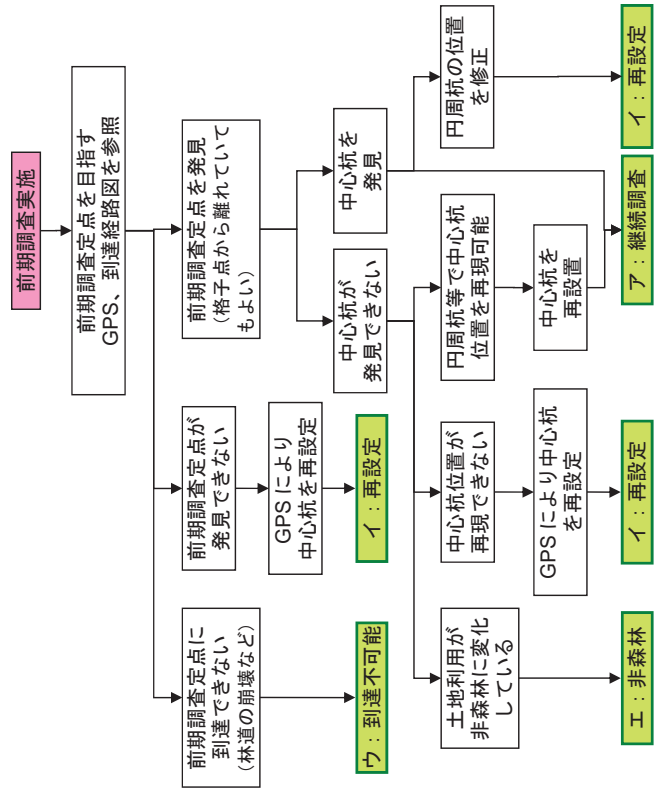 前期調査実施
前期調査定点を目指す
GPS、到達経路図を参照
前期調査定点に
到達できない
(林道の崩壊など)
前期調査定点が
発見できない
前期調査定点を発見
(格子点から離れていて
もよい)
ウ：到達不可能
GPSにより
中心杭を再設定
イ：再設定
中心杭が
発見できない
中心杭を
発見
土地利用が
非森林に変化
している
中心位置が
再現できない
円周杭等で中心杭
位置を再現可能
円周杭の位置
を修正
GPSにより中心杭
を再設定
中心杭を
再設置
エ：非森林
イ：再設定
ア：継続調査
イ：再設定